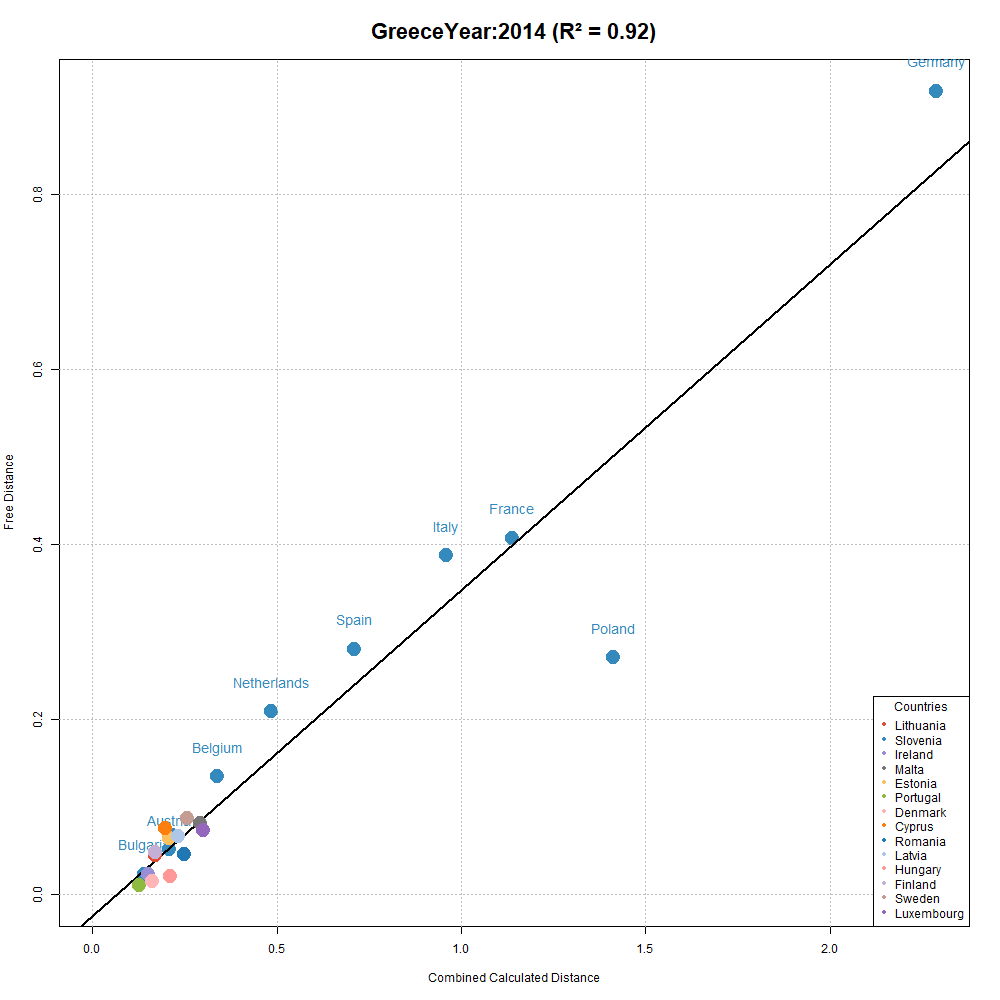 GreeceYear:2014 (R² = 0.92)
Germany
0.8
0.6
Free Distance
France
Italy
0.4
Spain
Poland
Netherlands
0.2
Belgium
Austria
Bulgaria
0.0
Countries
Lithuania
Slovenia
Ireland
Malta
Estonia
Portugal
Denmark
Cyprus
Romania
Latvia
Hungary
Finland
Sweden
Luxembourg
0.0 0.5 1.0 1.5 2.0
Combined Calculated Distance